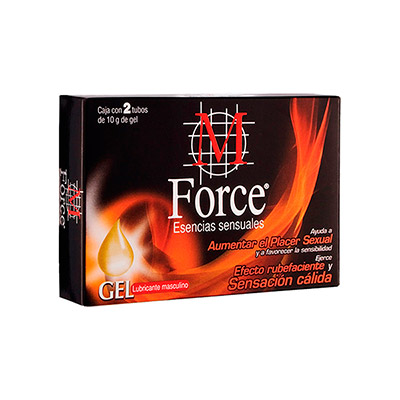 Caja con 2 tubos
de 10 g de gel
M
Force®
Esencias sensuales
Ayuda a
Aumentar el Placer Sexual
y a favorecer la sensibilidad
Ejerce
Efecto rubefaciente y
Sensación cálida
GEL Lubricante masculino
M
Force®